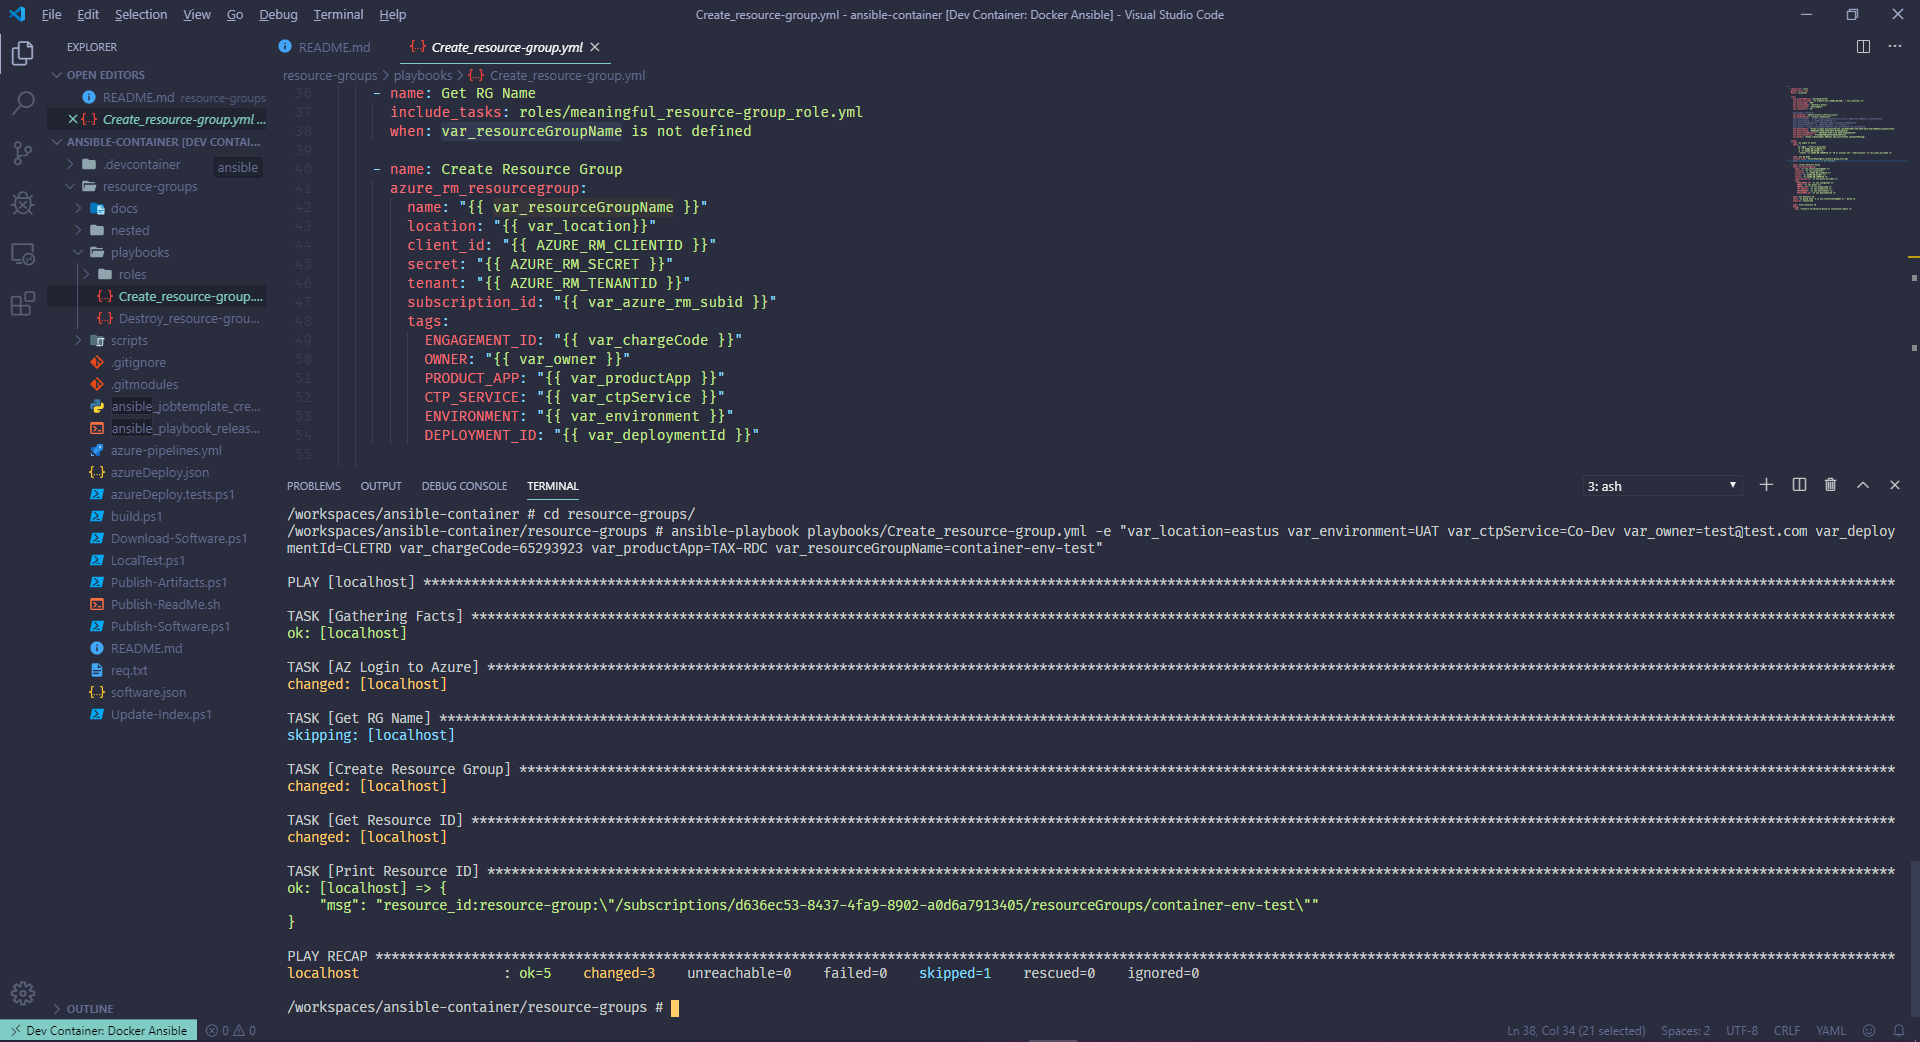 File Edit Selection View Go Debug Terminal Help
Create_resource-group.yml - ansible-container [Dev Container: Docker Ansible] - Visual Studio Code
EXPLORER
OPEN EDITORS
README.md resource-groups
Create_resource-group.yml ...
ANSIBLE-CONTAINER [DEV CONTAI...
.devcontainer
ansible
resource-groups
docs
nested
playbooks
roles
Create_resource-group....
Destroy_resource-grou...
scripts
.gitignore
.gitmodules
ansible_jobtemplate_cre...
ansible_playbook_releas...
azure-pipelines.yml
azureDeploy.json
azureDeploy.tests.ps1
build.ps1
Download-Software.ps1
LocalTest.ps1
Publish-Artifacts.ps1
Publish-ReadMe.sh
Publish-Software.ps1
README.md
req.txt
software.json
Update-Index.ps1
OUTLINE
README.md
Create_resource-group.yml
resource-groups > playbooks > Create_resource-group.yml
36 - name: Get RG Name
37 include_tasks: roles/meaningful_resource-group_role.yml
38 when: var_resourceGroupName is not defined
39
40 - name: Create Resource Group
41 azure_rm_resourcegroup:
42 name: "{{ var_resourceGroupName }}"
43 location: "{{ var_location}}"
44 client_id: "{{ AZURE_RM_CLIENTID }}"
45 secret: "{{ AZURE_RM_SECRET }}"
46 tenant: "{{ AZURE_RM_TENANTID }}"
47 subscription_id: "{{ var_azure_rm_subid }}"
48 tags:
49 ENGAGEMENT_ID: "{{ var_chargeCode }}"
50 OWNER: "{{ var_owner }}"
51 PRODUCT_APP: "{{ var_productApp }}"
52 CTP_SERVICE: "{{ var_ctpService }}"
53 ENVIRONMENT: "{{ var_environment }}"
54 DEPLOYMENT_ID: "{{ var_deploymentId }}"
55
PROBLEMS OUTPUT DEBUG CONSOLE TERMINAL
3: ash
/workspaces/ansible-container # cd resource-groups/
/workspaces/ansible-container/resource-groups # ansible-playbook playbooks/Create_resource-group.yml -e "var_location=eastus var_environment=UAT var_ctpService=Co-Dev var_owner=test@test.com var_deploy
mentId=CLETRD var_chargeCode=65293923 var_productApp=TAX-RDC var_resourceGroupName=container-env-test"
PLAY [localhost] ****************************************************************************************************************************************************************************************
TASK [Gathering Facts] **********************************************************************************************************************************************************************************
ok: [localhost]
TASK [AZ Login to Azure] ********************************************************************************************************************************************************************************
changed: [localhost]
TASK [Get RG Name] **************************************************************************************************************************************************************************************
skipping: [localhost]
TASK [Create Resource Group] ****************************************************************************************************************************************************************************
changed: [localhost]
TASK [Get Resource ID] **********************************************************************************************************************************************************************************
changed: [localhost]
TASK [Print Resource ID] ********************************************************************************************************************************************************************************
ok: [localhost] => {
"msg": "resource_id:resource-group:\"/subscriptions/d636ec53-8437-4fa9-8902-a0d6a7913405/resourceGroups/container-env-test\""
}
PLAY RECAP **********************************************************************************************************************************************************************************************
localhost : ok=5 changed=3 unreachable=0 failed=0 skipped=1 rescued=0 ignored=0
/workspaces/ansible-container/resource-groups #
Dev Container: Docker Ansible 0 0
Ln 38, Col 34 (21 selected) Spaces: 2 UTF-8 CRLF YAML